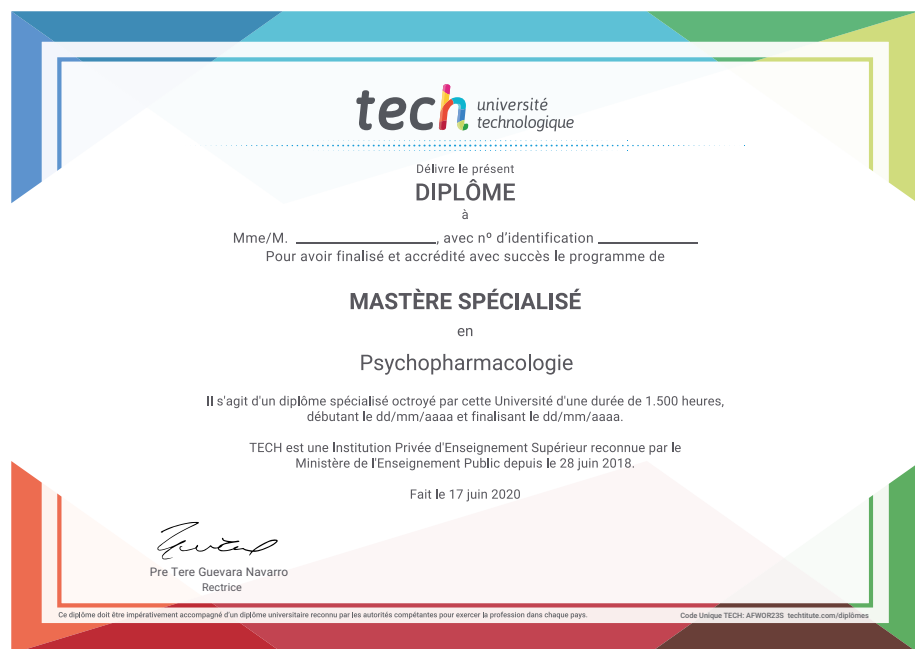 tech université
technologique
Délivre le présent
DIPLÔME
à
Mme/M. ____________, avec nº d'identification ____________
Pour avoir finalisé et accrédité avec succès le programme de
MASTÈRE SPÉCIALISÉ
en
Psychopharmacologie
Il s'agit d'un diplôme spécialisé octroyé par cette Université d'une durée de 1.500 heures,
débutant le dd/mm/aaaa et finalisant le dd/mm/aaaa.
TECH est une Institution Privée d'Enseignement Supérieur reconnue par le
Ministère de l'Enseignement Public depuis le 28 juin 2018.
Fait le 17 juin 2020
Pre Tere Guevara Navarro
Rectrice
Ce diplôme doit être impérativement accompagné d'un diplôme universitaire reconnu par les autorités compétantes pour exercer la profession dans chaque pays.
Code Unique TECH: AFWOR23S techtitute.com/diplômes